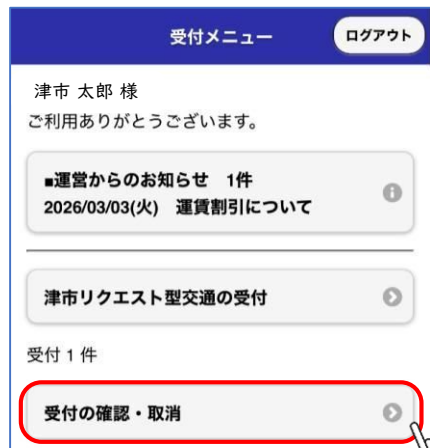 受付メニュー
ログアウト
津市 太郎 様
ご利用ありがとうございます。
■運営からのお知らせ　1件
2026/03/03(火)　運賃割引について
津市リクエスト型交通の受付
受付 1 件
受付の確認・取消